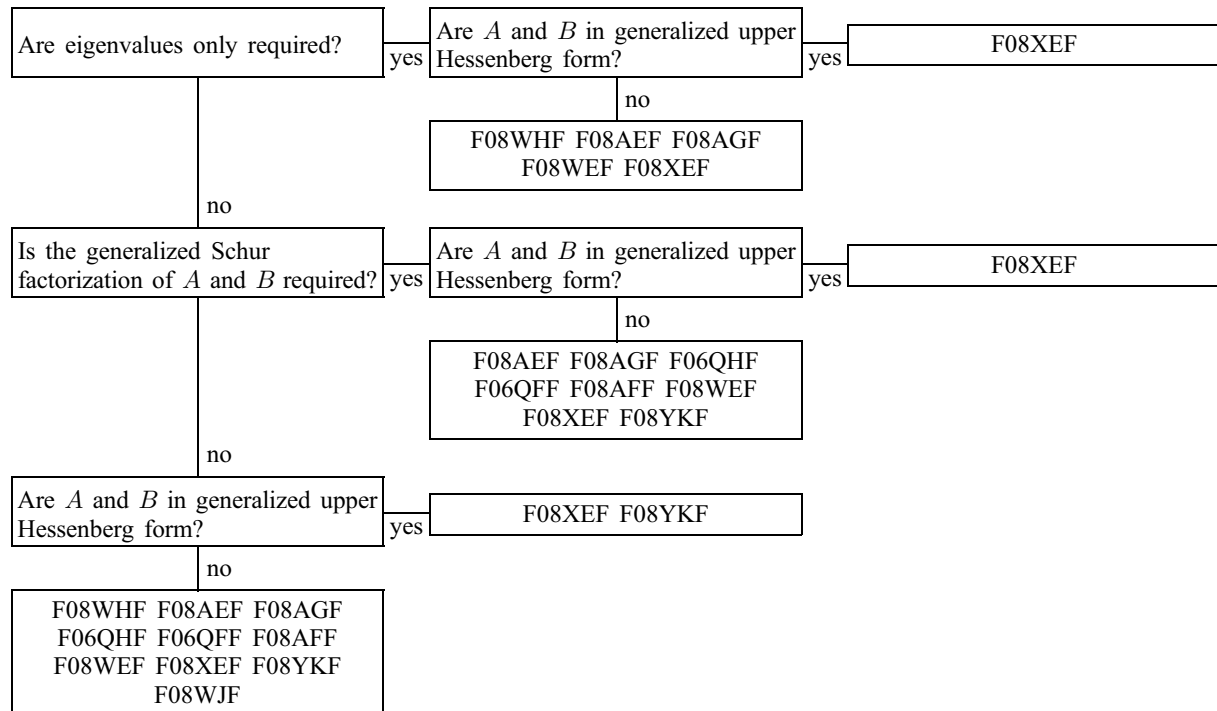 Are eigenvalues only required?
yes
Are A and B in generalized upper
Hessenberg form?
yes
F08XEF
no
F08WHF F08AEF F08AGF
F08WEF F08XEF
no
Is the generalized Schur
factorization of A and B required?
yes
Are A and B in generalized upper
Hessenberg form?
yes
F08XEF
no
F08AEF F08AGF F06QHF
F06QFF F08AFF F08WEF
F08XEF F08YKF
no
Are A and B in generalized upper
Hessenberg form?
yes
F08XEF F08YKF
no
F08WHF F08AEF F08AGF
F06QHF F06QFF F08AFF
F08WEF F08XEF F08YKF
F08WJF